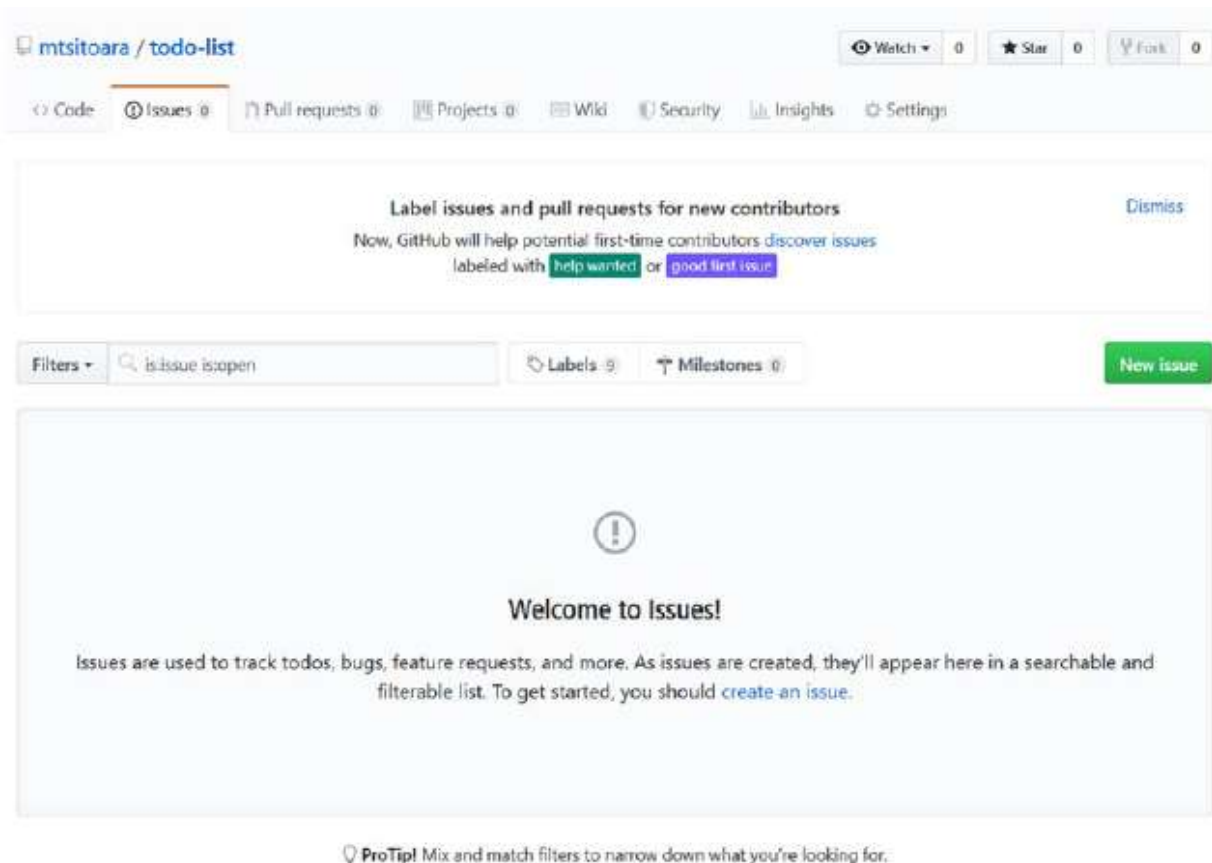 mtsitoara / todo-list
Watch 0 Star 0 Fork 0
Code Issues 0 Pull requests 0 Projects 0 Wiki Security Insights Settings
Label issues and pull requests for new contributors
Dismiss
Now, GitHub will help potential first-time contributors discover issues
labeled with help wanted or good first issue
Filters is:issue is:open Labels 9 Milestones 0 New issue
Welcome to Issues!
Issues are used to track todos, bugs, feature requests, and more. As issues are created, they'll appear here in a searchable and
filterable list. To get started, you should create an issue.
ProTip! Mix and match filters to narrow down what you're looking for.